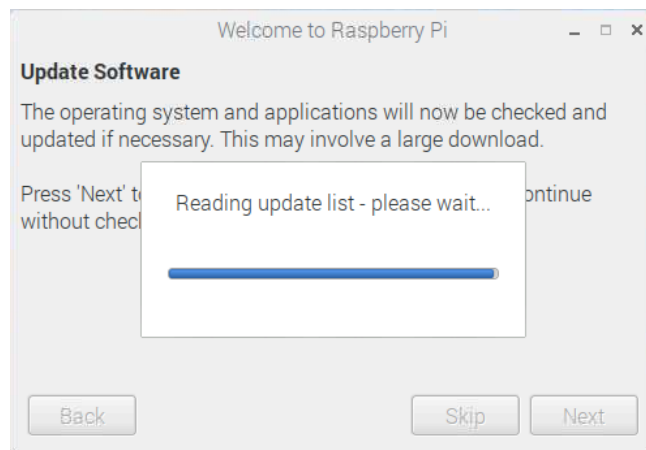 Welcome to Raspberry Pi
Update Software
The operating system and applications will now be checked and
updated if necessary. This may involve a large download.
Press 'Next' to
ontinue
without chec
Reading update list - please wait...
Back
Skip
Next